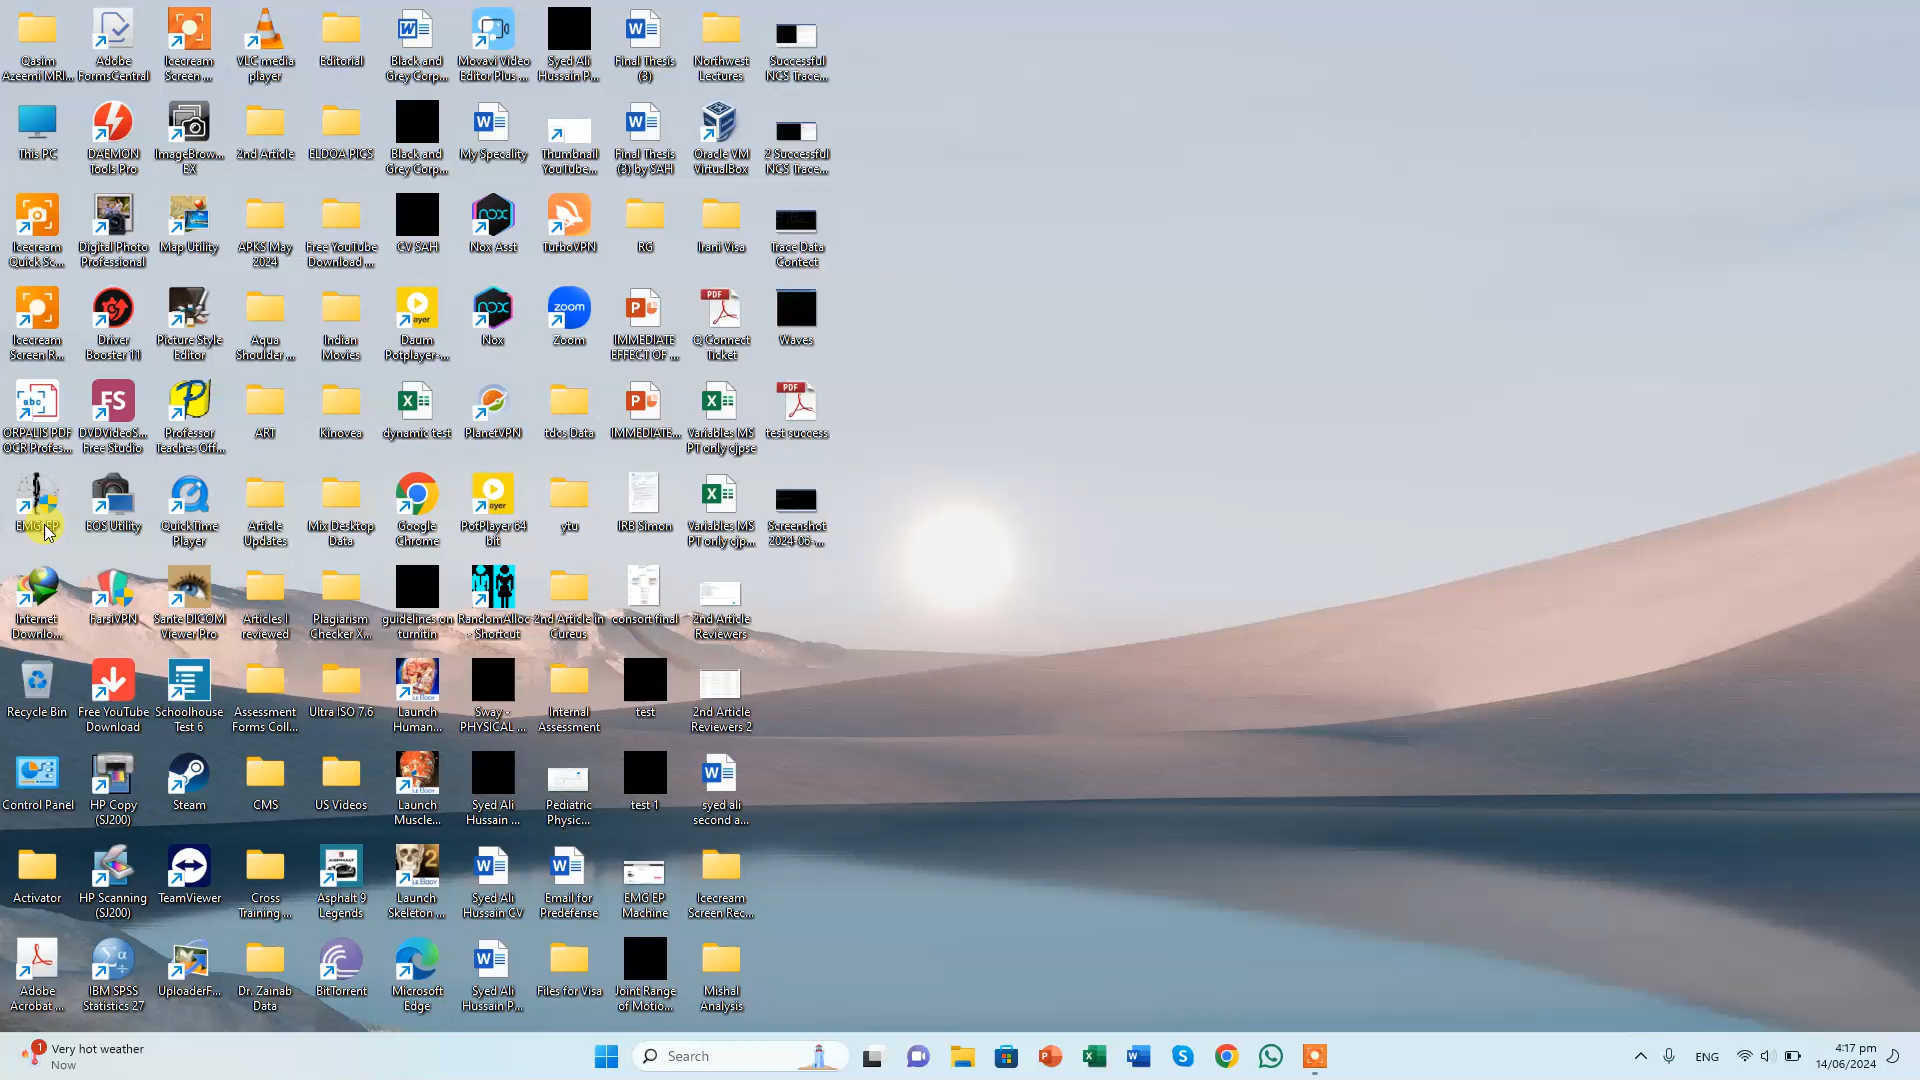 Qasim
Azeemi MRI...
Adobe
FormsCentral
Icecream
Screen ...
VLC media
player
Editorial
Black and
Grey Corp...
Movavi Video
Editor Plus ...
Syed Ali
Hussain P...
Final Thesis
(3)
Northwest
Lectures
Successful
NCS Trace...
This PC
DAEMON
Tools Pro
ImageBrow...
EX
2nd Article
ELDOA PICS
Black and
Grey Corp...
My Specality
Thumbnail
YouTube...
Final Thesis
(3) by SAH
Oracle VM
VirtualBox
2 Successful
NCS Trace...
Icecream
Quick Sc...
Digital Photo
Professional
Map Utility
APKS May
2024
Free YouTube
Download ...
CV SAH
Nox Asst
TurboVPN
RG
Irani Visa
Trace Data
Contect
Icecream
Screen R...
Driver
Booster 11
Picture Style
Editor
Aqua
Shoulder ...
Indian
Movies
Daum
Potplayer-...
Nox
zoom
Zoom
IMMEDIATE
EFFECT OF ...
PDF
Q Connect
Ticket
Waves
ORPALIS PDF
OCR Profes...
FS
DVDVideoS...
Free Studio
Professor
Teaches Off...
ART
Kinovea
dynamic test
PlanetVPN
tdcs Data
IMMEDIATE...
Variables MS
PT only cjpse
PDF
test success
EMG EP
EOS Utility
QuickTime
Player
Article
Updates
Mix Desktop
Data
Google
Chrome
PotPlayer 64
bit
ytu
IRB Simon
Variables MS
PT only cjp...
Screenshot
2024-06-...
Internet
Downlo...
FarsiVPN
Sante DICOM
Viewer Pro
Articles I
reviewed
Plagiarism
Checker X...
guidelines on
turnitin
RandomAlloc
- Shortcut
2nd Article in
Cureus
consort final
2nd Article
Reviewers
Recycle Bin
Free YouTube
Download
Schoolhouse
Test 6
Assessment
Forms Coll...
Ultra ISO 7.6
Launch
Human...
Sway -
PHYSICAL ...
Internal
Assessment
test
2nd Article
Reviewers 2
Control Panel
HP Copy
(SJ200)
Steam
CMS
US Videos
Launch
Muscle...
Syed Ali
Hussain ...
Pediatric
Physic...
test 1
syed ali
second a...
Activator
HP Scanning
(SJ200)
TeamViewer
Cross
Training ...
Asphalt 9
Legends
Launch
Skeleton ...
Syed Ali
Hussain CV
Email for
Predefense
EMG EP
Machine
Icecream
Screen Rec...
Adobe
Acrobat ...
IBM SPSS
Statistics 27
UploaderF...
Dr. Zainab
Data
BitTorrent
Microsoft
Edge
Syed Ali
Hussain P...
Files for Visa
Joint Range
of Motio...
Mishal
Analysis
1
Very hot weather
Now
Search
ENG
4:17 pm
14/06/2024